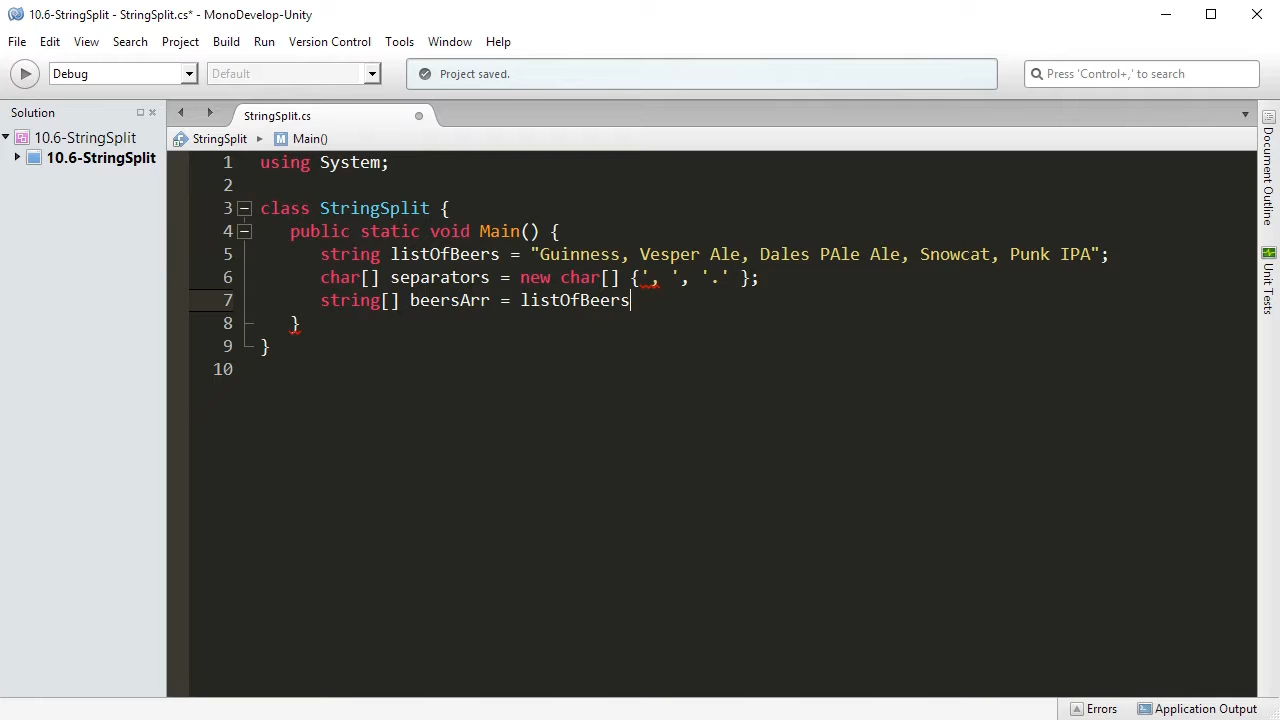 10.6-StringSplit - StringSplit.cs* - MonoDevelop-Unity
File Edit View Search Project Build Run Version Control Tools Window Help
Debug Default Project saved. Press 'Control+,' to search
Solution StringSplit.cs
StringSplit Main()
10.6-StringSplit
10.6-StringSplit
1 using System;
2
3 class StringSplit {
4 public static void Main() {
5 string listOfBeers = "Guinness, Vesper Ale, Dales PAle Ale, Snowcat, Punk IPA";
6 char[] separators = new char[] {', ', '.' };
7 string[] beersArr = listOfBeers
8 }
9 }
10
Document Outline
Unit Tests
Errors Application Output